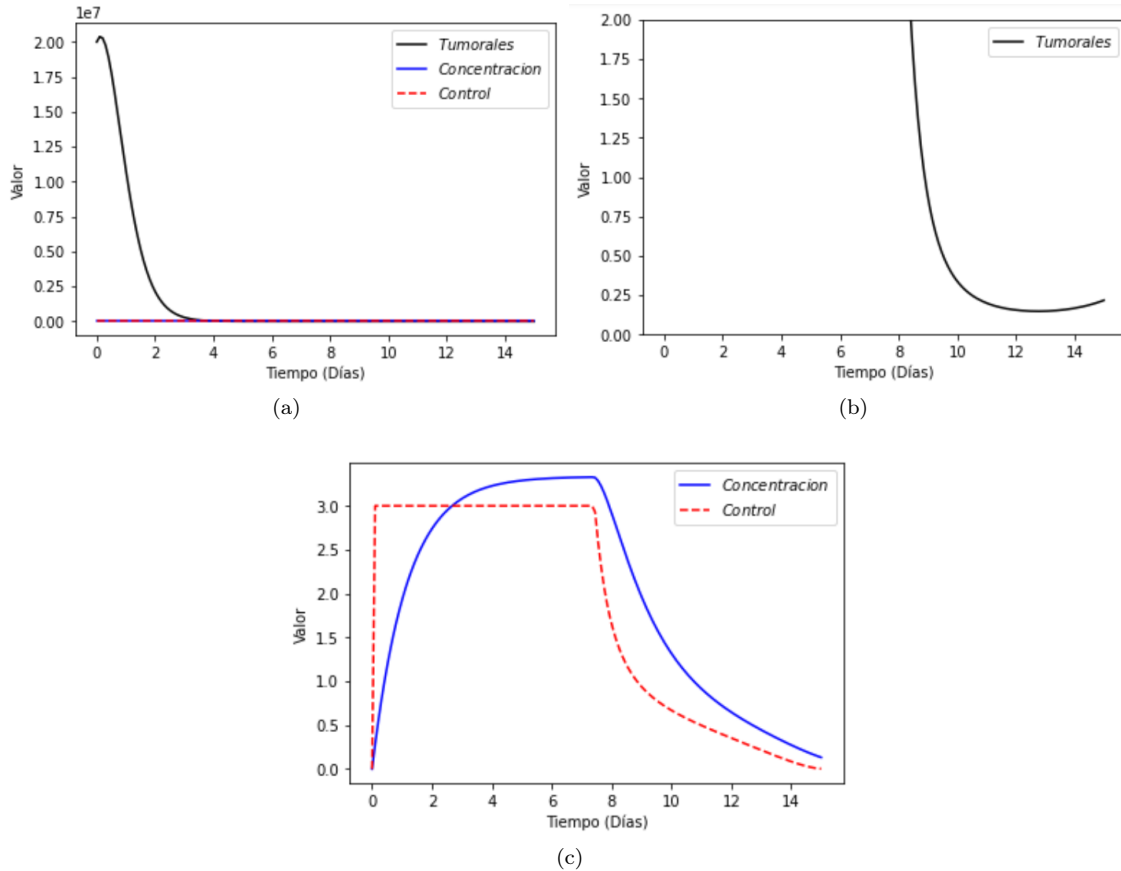 1e7
2.00
1.75
1.50
1.25
1.00
0.75
0.50
0.25
0.00
Valor
Tumorales
Concentracion
Control
0 2 4 6 8 10 12 14
Tiempo (Días)
(a)
2.00
1.75
1.50
1.25
1.00
0.75
0.50
0.25
0.00
Valor
Tumorales
0 2 4 6 8 10 12 14
Tiempo (Días)
(b)
3.0
2.5
2.0
1.5
1.0
0.5
0.0
Valor
Concentracion
Control
0 2 4 6 8 10 12 14
Tiempo (Días)
(c)